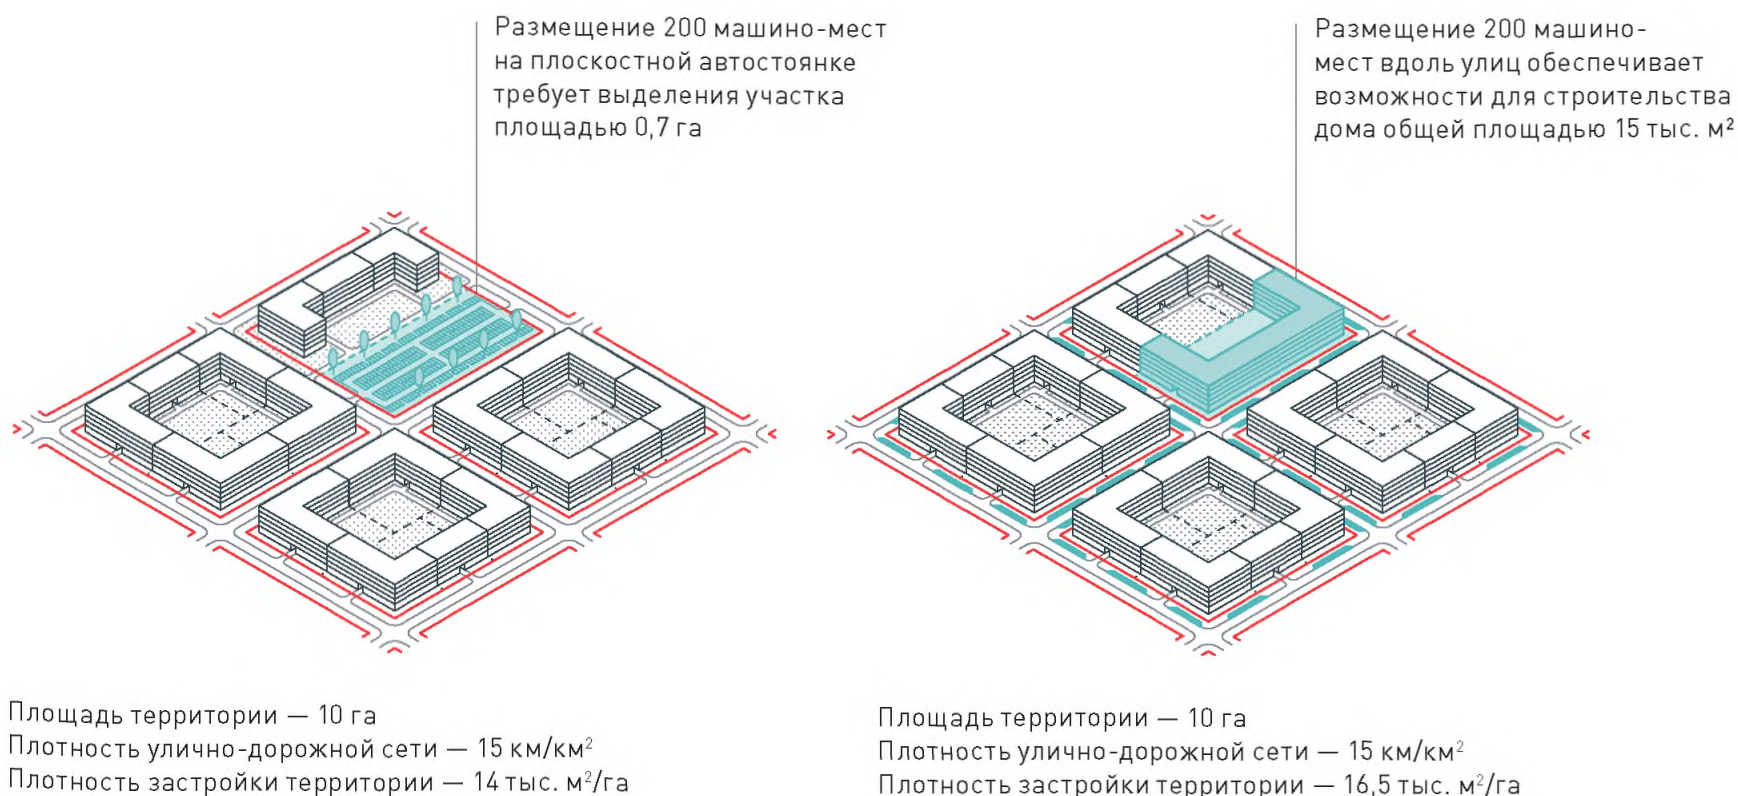 Размещение 200 машино-мест
на плоскостной автостоянке
требует выделения участка
площадью 0,7 га
Размещение 200 машино-
мест вдоль улиц обеспечивает
возможности для строительства
дома общей площадью 15 тыс. м²
Площадь территории — 10 га
Плотность улично-дорожной сети — 15 км/км²
Плотность застройки территории — 14 тыс. м²/га
Площадь территории — 10 га
Плотность улично-дорожной сети — 15 км/км²
Плотность застройки территории — 16,5 тыс. м²/га